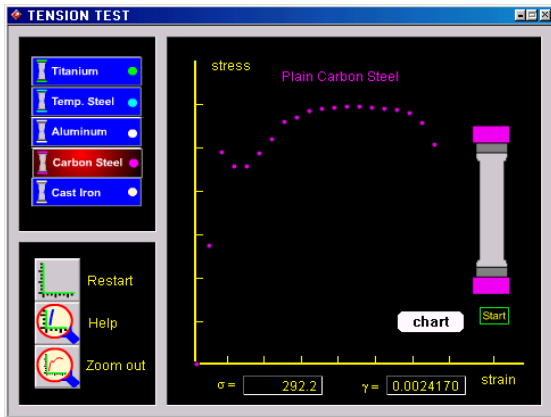 TENSION TEST
Titanium
Temp. Steel
Aluminum
Carbon Steel
Cast Iron
Restart
Help
Zoom out
stress
Plain Carbon Steel
chart
Start
σ = 292.2 γ = 0.0024170 strain